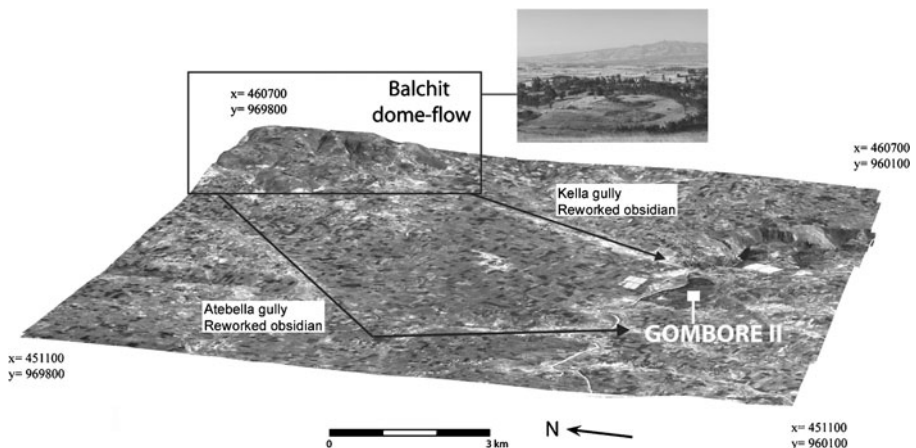 x= 460700
y= 969800
Balchit
dome-flow
x= 460700
y= 960100
Kella gully
Reworked obsidian
Atebella gully
Reworked obsidian
GOMBORE II
x= 451100
y= 969800
0
3 km
N
x= 451100
y= 960100